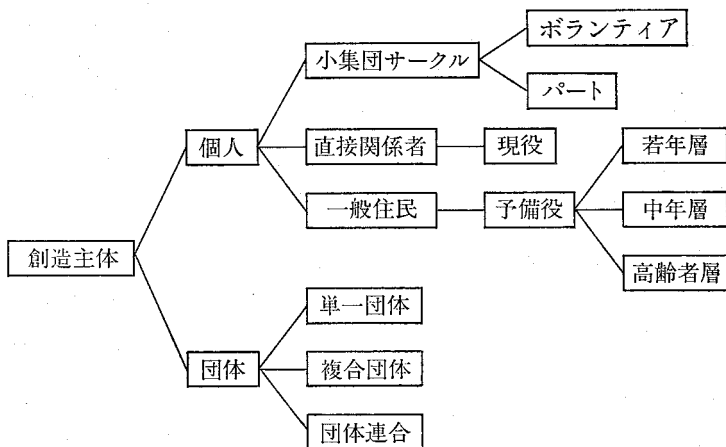 ボランティア
小集団サークル
パート
個人
直接関係者
現役
若年層
一般住民
予備役
中年層
創造主体
高齢者層
単一団体
団体
複合団体
団体連合